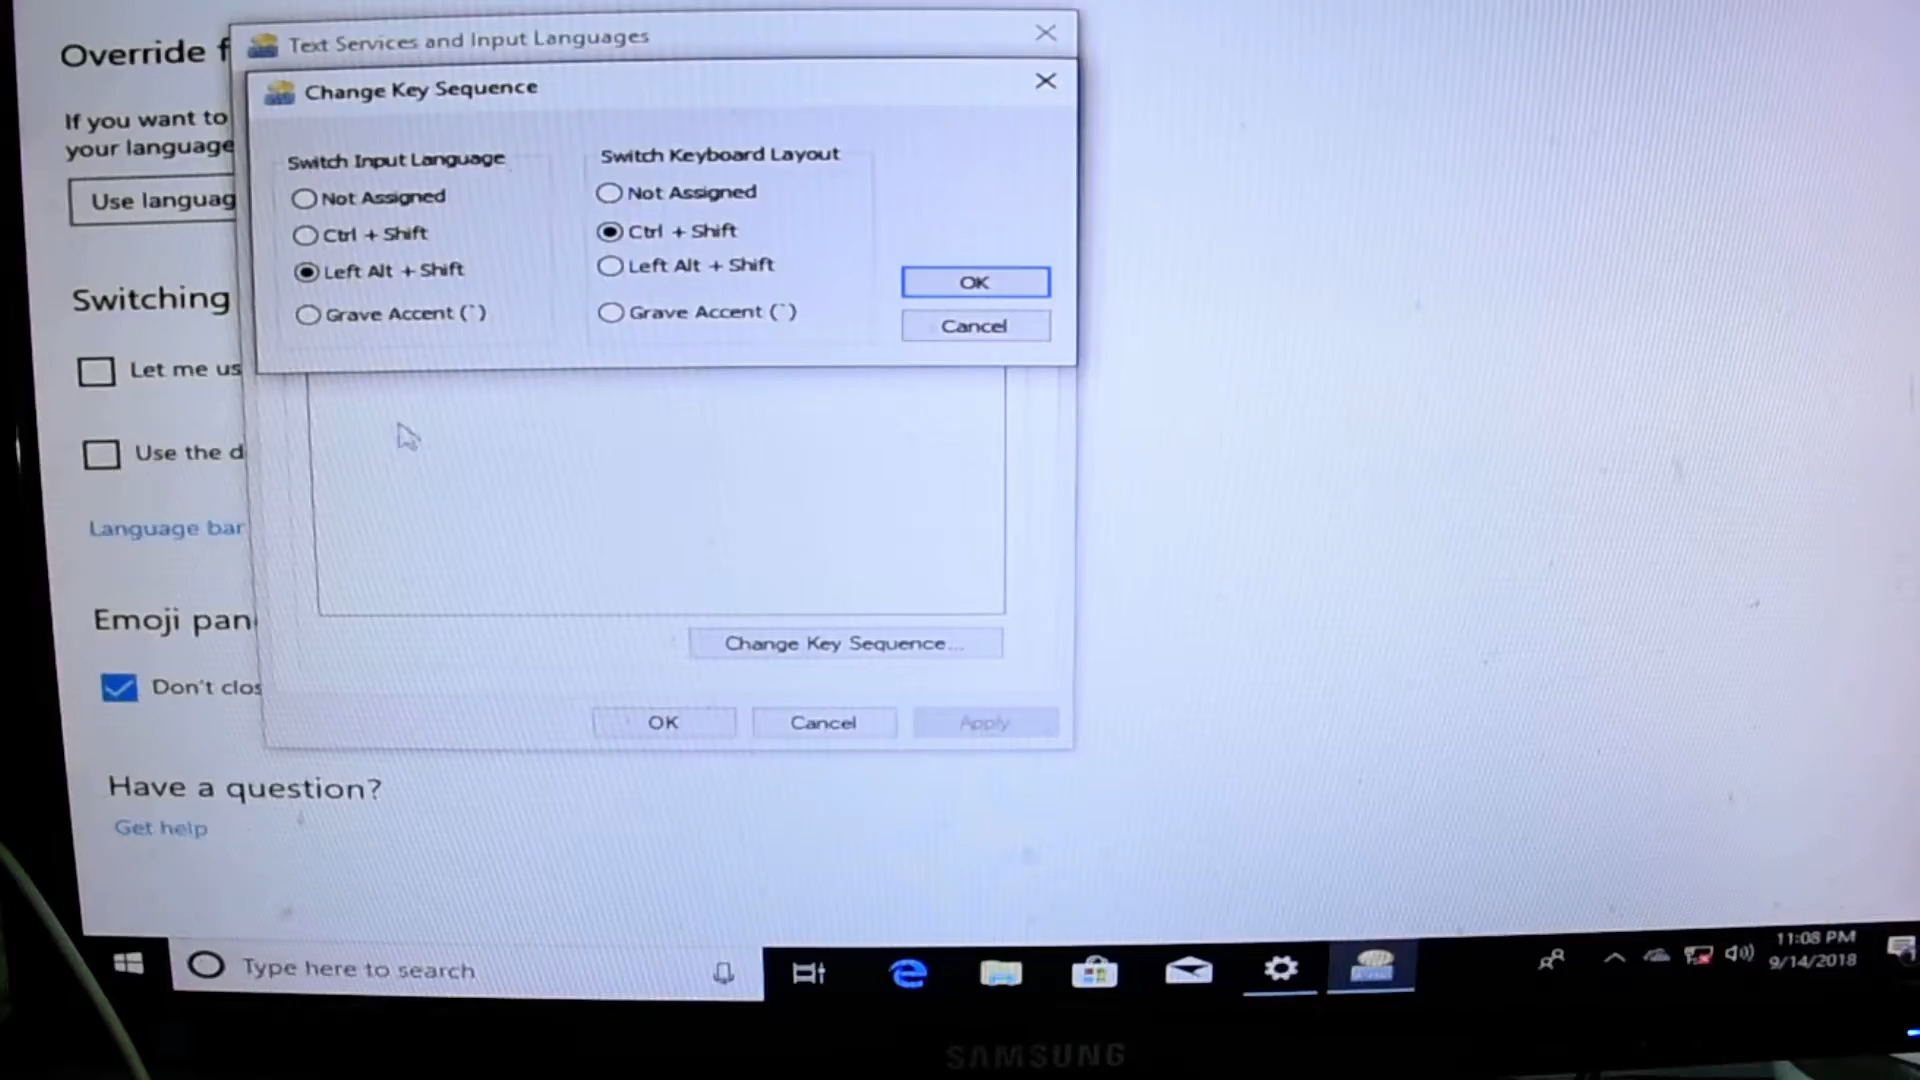 Override f
Text Services and Input Languages
Change Key Sequence
If you want to
your language
Use languag
Switch Input Language
Not Assigned
Ctrl + Shift
Left Alt + Shift
Grave Accent (`)
Switch Keyboard Layout
Not Assigned
Ctrl + Shift
Left Alt + Shift
Grave Accent (`)
OK
Cancel
Switching
Let me us
Use the d
Language bar
Emoji pan
Don't clos
Change Key Sequence...
OK
Cancel
Apply
Have a question?
Get help
Type here to search
11:08 PM
9/14/2018
SAMSUNG